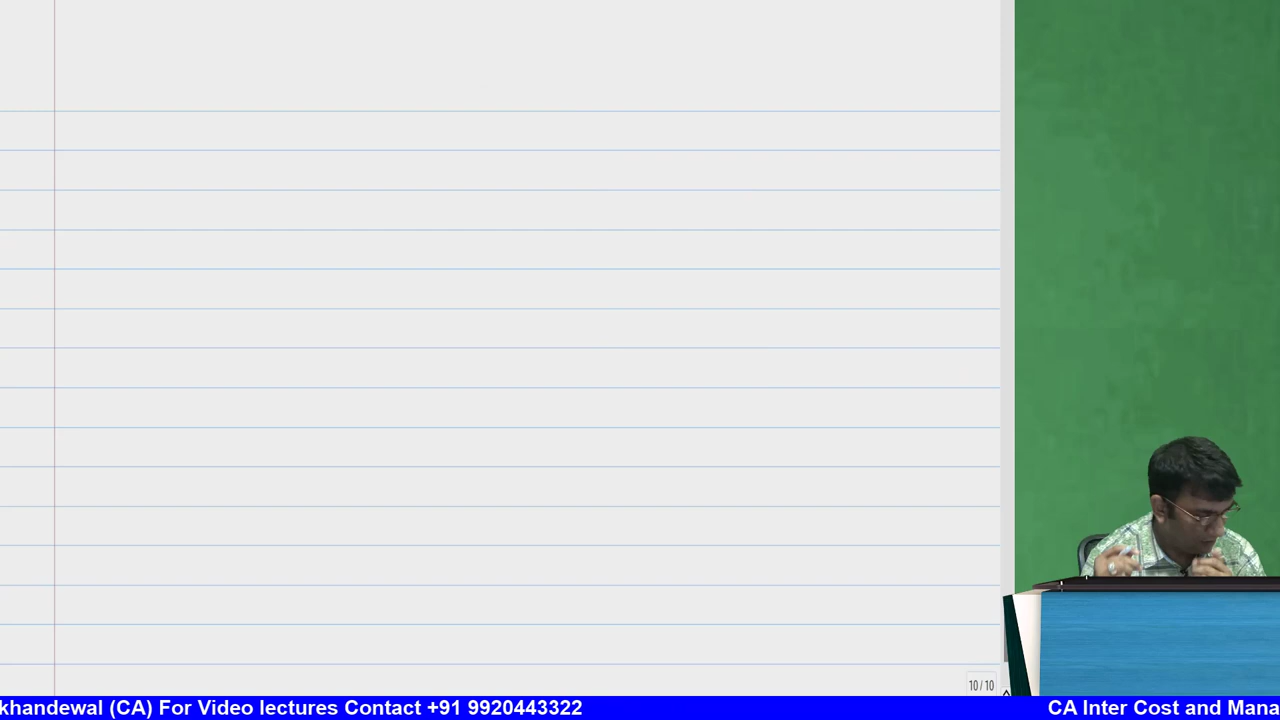 10 / 10
khandewal (CA) For Video lectures Contact +91 9920443322
CA Inter Cost and Mana